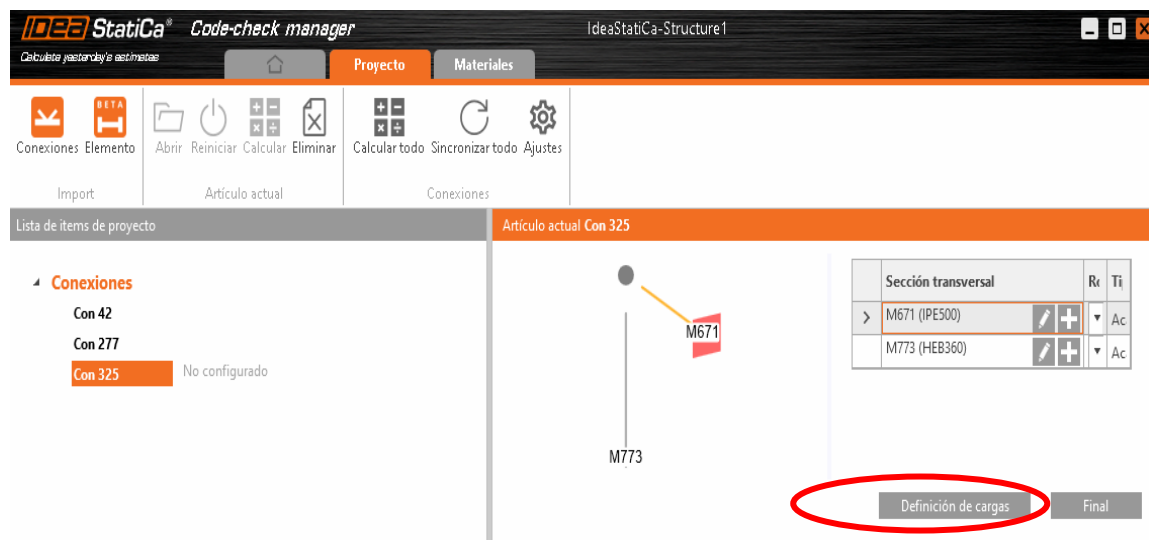 IDEA StatiCa® Code-check manager
IdeaStatiCa-Structure1
Calculate yesterday's estimates
Proyecto Materiales
BETA
Conexiones Elemento Abrir Reiniciar Calcular Eliminar Calcular todo Sincronizar todo Ajustes
Import Artículo actual Conexiones
Lista de items de proyecto
Artículo actual Con 325
Conexiones
Con 42
Con 277
Con 325 No configurado
M671
M773
Sección transversal Ti
M671 (IPE500) Ac
M773 (HEB360) Ac
Definición de cargas Final